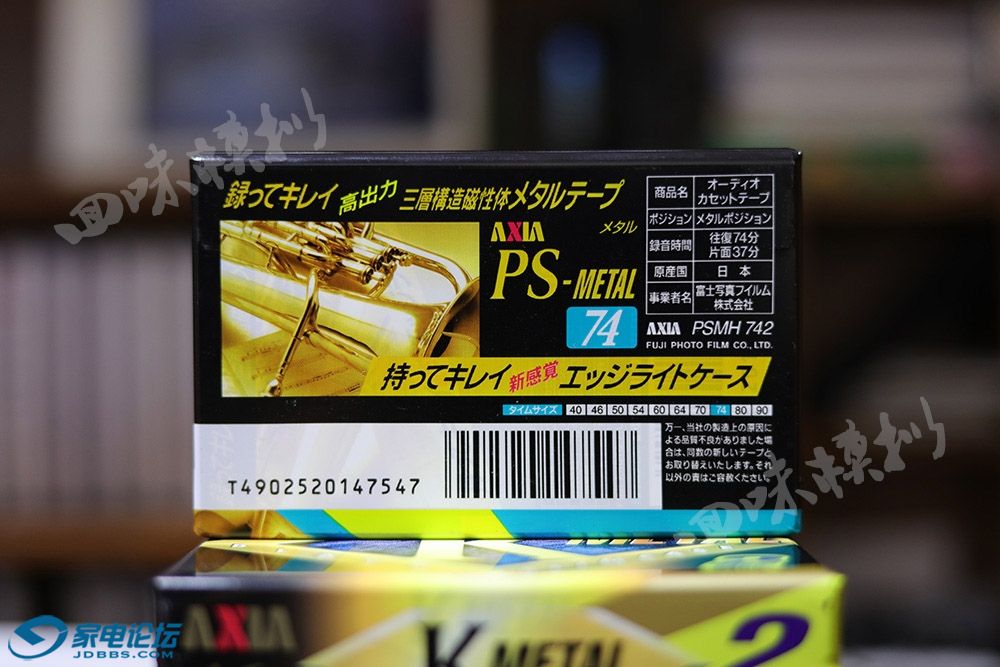 録ってキレイ 高出力 三層構造磁性体メタルテープ
AXIA メタル
PS-METAL
74
持ってキレイ 新感覚 エッジライトケース
商品名 オーディオカセットテープ
ポジション メタルポジション
録音時間 往復74分 片面37分
原産国 日本
事業者名 富士写真フイルム株式会社
AXIA PSMH 742
FUJI PHOTO FILM CO., LTD.
タイムサイズ 40 46 50 54 60 64 70 74 80 90
万一、当社の製造上の原因に
よる品質不良がありました場
合は、同数の新しいテープと
お取り替えいたします。それ
以外の責はご容赦ください。
T4902520147547
METAL
AXIA K METAL 2
家电论坛
JDBBS.COM